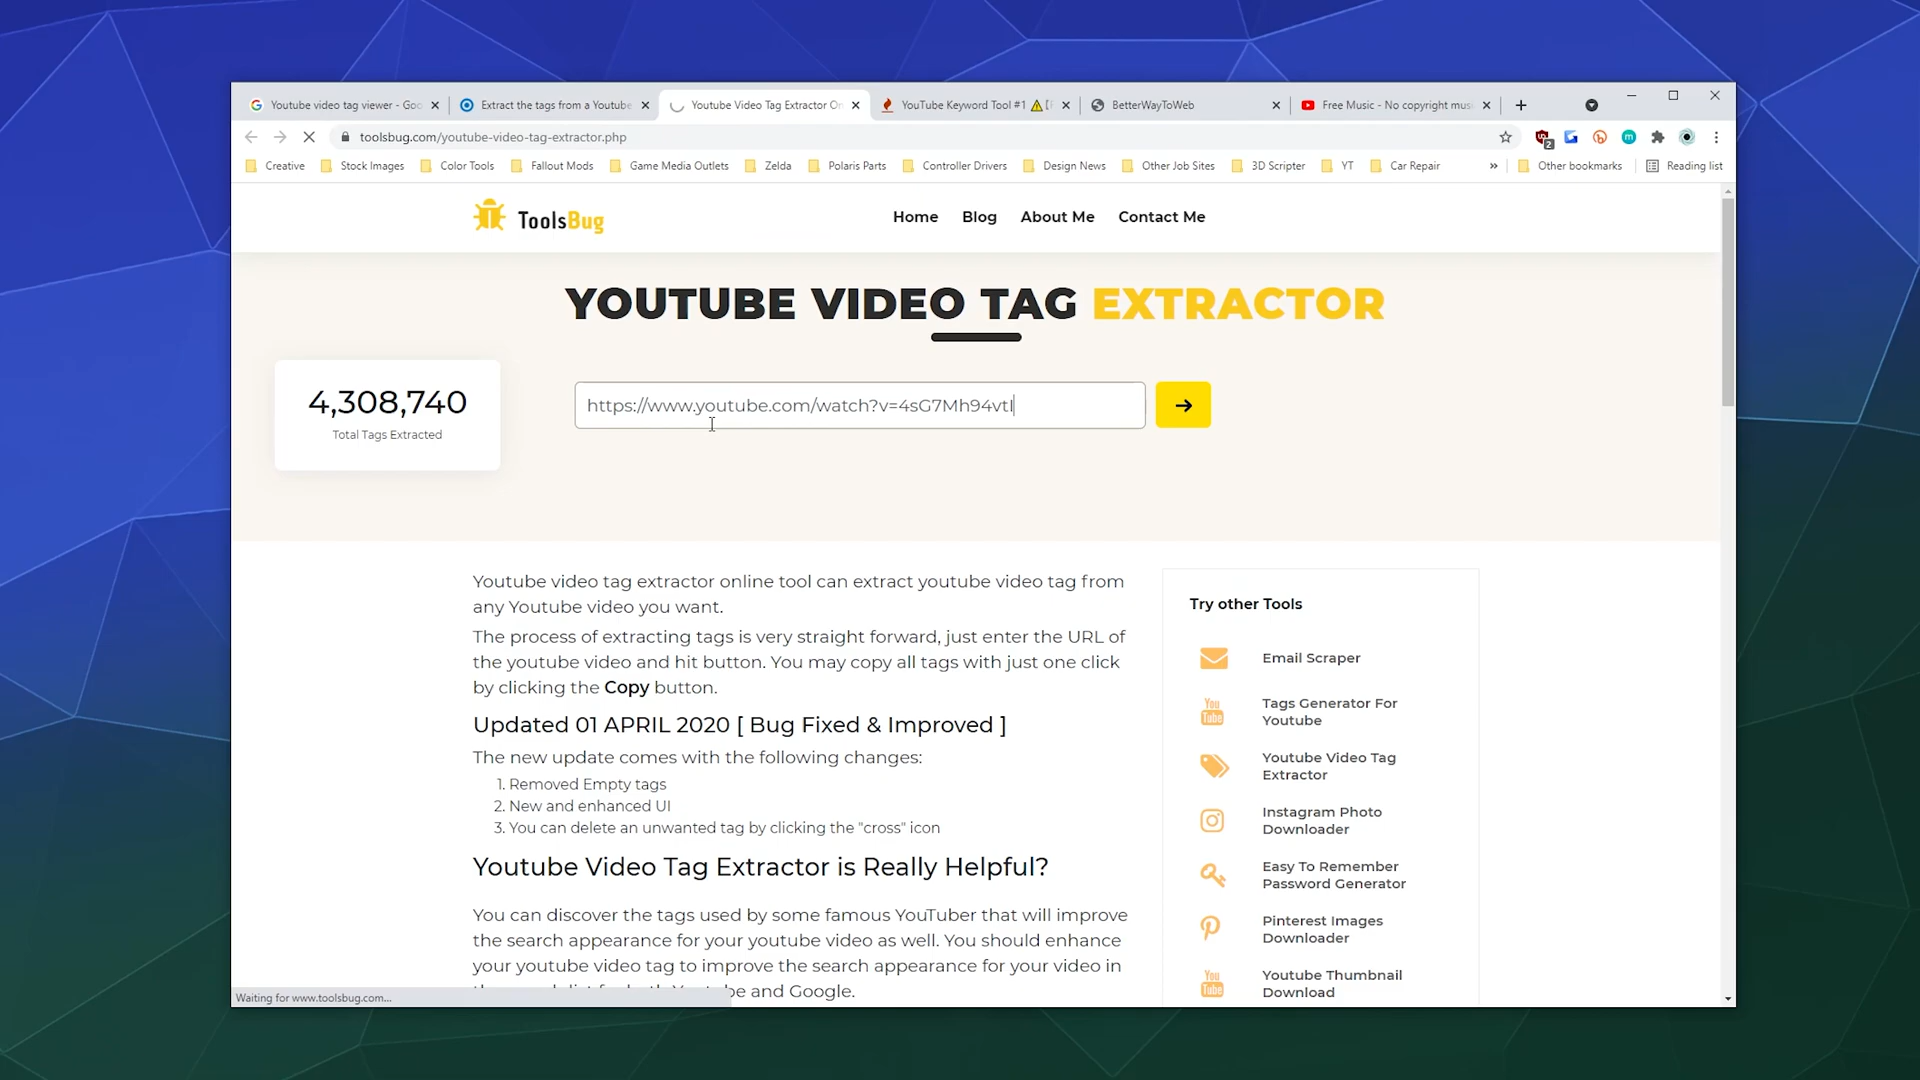 Youtube video tag viewer - Goo
Extract the tags from a Youtube
Youtube Video Tag Extractor On
YouTube Keyword Tool #1 ⚠ [
BetterWayToWeb
Free Music - No copyright mus
toolsbug.com/youtube-video-tag-extractor.php
2
m
Creative
Stock Images
Color Tools
Fallout Mods
Game Media Outlets
Zelda
Polaris Parts
Controller Drivers
Design News
Other Job Sites
3D Scripter
YT
Car Repair
»
Other bookmarks
Reading list
ToolsBug
Home
Blog
About Me
Contact Me
YOUTUBE VIDEO TAG EXTRACTOR
4,308,740
Total Tags Extracted
https://www.youtube.com/watch?v=4sG7Mh94vtI
Youtube video tag extractor online tool can extract youtube video tag from
any Youtube video you want.
The process of extracting tags is very straight forward, just enter the URL of
the youtube video and hit button. You may copy all tags with just one click
by clicking the Copy button.
Updated 01 APRIL 2020 [ Bug Fixed & Improved ]
The new update comes with the following changes:
1. Removed Empty tags
2. New and enhanced UI
3. You can delete an unwanted tag by clicking the "cross" icon
Youtube Video Tag Extractor is Really Helpful?
You can discover the tags used by some famous YouTuber that will improve
the search appearance for your youtube video as well. You should enhance
your youtube video tag to improve the search appearance for your video in
be and Google.
Try other Tools
Email Scraper
You
Tube
Tags Generator For
Youtube
Youtube Video Tag
Extractor
Instagram Photo
Downloader
Easy To Remember
Password Generator
Pinterest Images
Downloader
You
Tube
Youtube Thumbnail
Download
Waiting for www.toolsbug.com...